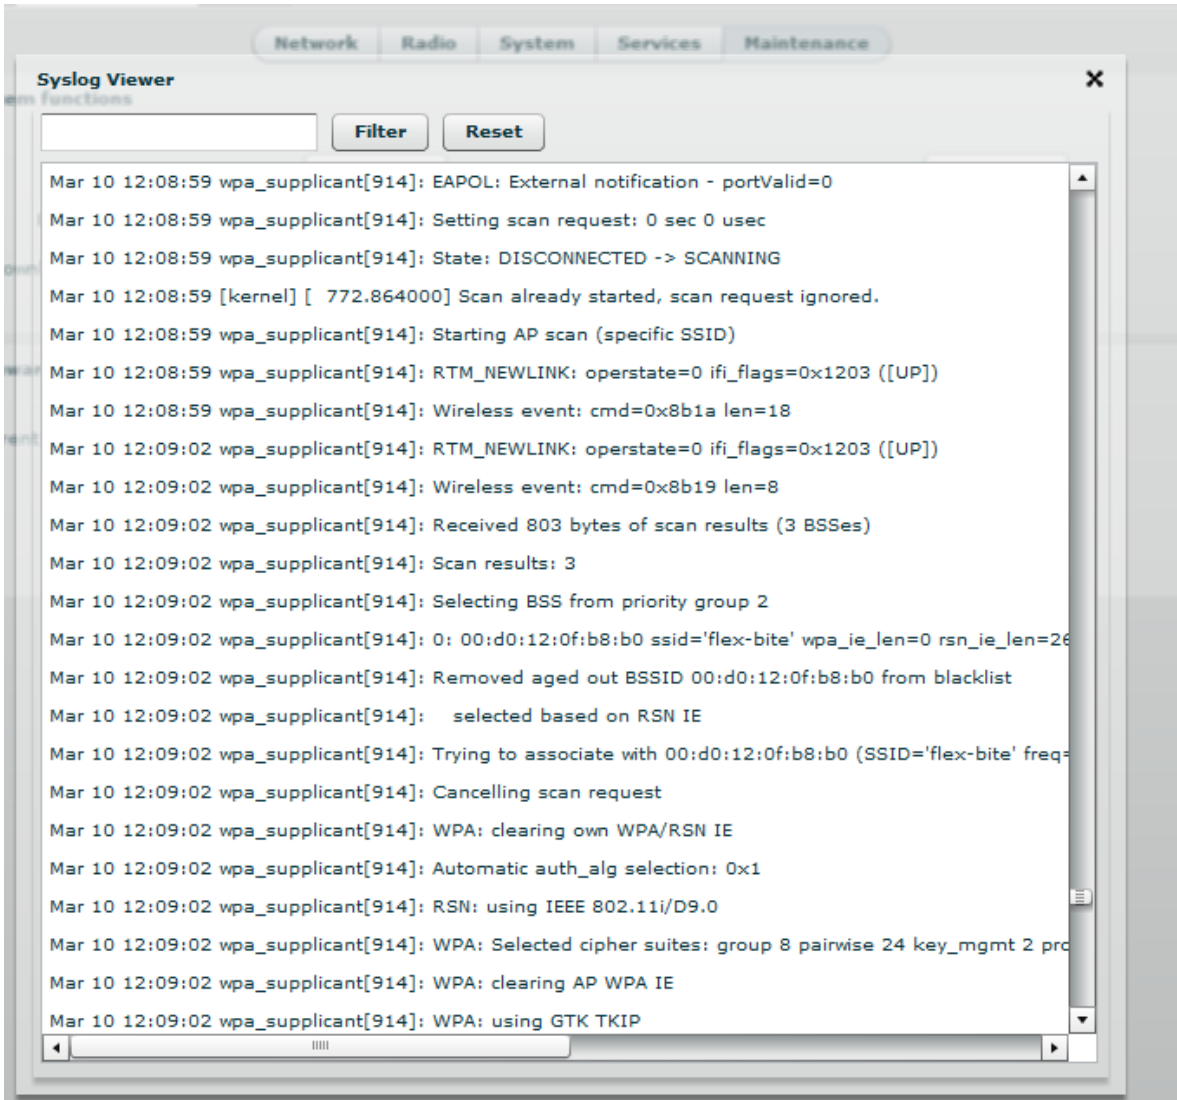 Network Radio System Services Maintenance
Syslog Viewer
em functions
Filter Reset
Mar 10 12:08:59 wpa_supplicant[914]: EAPOL: External notification - portValid=0
Mar 10 12:08:59 wpa_supplicant[914]: Setting scan request: 0 sec 0 usec
Mar 10 12:08:59 wpa_supplicant[914]: State: DISCONNECTED -> SCANNING
Mar 10 12:08:59 [kernel] [  772.864000] Scan already started, scan request ignored.
Mar 10 12:08:59 wpa_supplicant[914]: Starting AP scan (specific SSID)
Mar 10 12:08:59 wpa_supplicant[914]: RTM_NEWLINK: operstate=0 ifi_flags=0x1203 ([UP])
Mar 10 12:08:59 wpa_supplicant[914]: Wireless event: cmd=0x8b1a len=18
Mar 10 12:09:02 wpa_supplicant[914]: RTM_NEWLINK: operstate=0 ifi_flags=0x1203 ([UP])
Mar 10 12:09:02 wpa_supplicant[914]: Wireless event: cmd=0x8b19 len=8
Mar 10 12:09:02 wpa_supplicant[914]: Received 803 bytes of scan results (3 BSSes)
Mar 10 12:09:02 wpa_supplicant[914]: Scan results: 3
Mar 10 12:09:02 wpa_supplicant[914]: Selecting BSS from priority group 2
Mar 10 12:09:02 wpa_supplicant[914]: 0: 00:d0:12:0f:b8:b0 ssid='flex-bite' wpa_ie_len=0 rsn_ie_len=26
Mar 10 12:09:02 wpa_supplicant[914]: Removed aged out BSSID 00:d0:12:0f:b8:b0 from blacklist
Mar 10 12:09:02 wpa_supplicant[914]:   selected based on RSN IE
Mar 10 12:09:02 wpa_supplicant[914]: Trying to associate with 00:d0:12:0f:b8:b0 (SSID='flex-bite' freq=
Mar 10 12:09:02 wpa_supplicant[914]: Cancelling scan request
Mar 10 12:09:02 wpa_supplicant[914]: WPA: clearing own WPA/RSN IE
Mar 10 12:09:02 wpa_supplicant[914]: Automatic auth_alg selection: 0x1
Mar 10 12:09:02 wpa_supplicant[914]: RSN: using IEEE 802.11i/D9.0
Mar 10 12:09:02 wpa_supplicant[914]: WPA: Selected cipher suites: group 8 pairwise 24 key_mgmt 2 pro
Mar 10 12:09:02 wpa_supplicant[914]: WPA: clearing AP WPA IE
Mar 10 12:09:02 wpa_supplicant[914]: WPA: using GTK TKIP